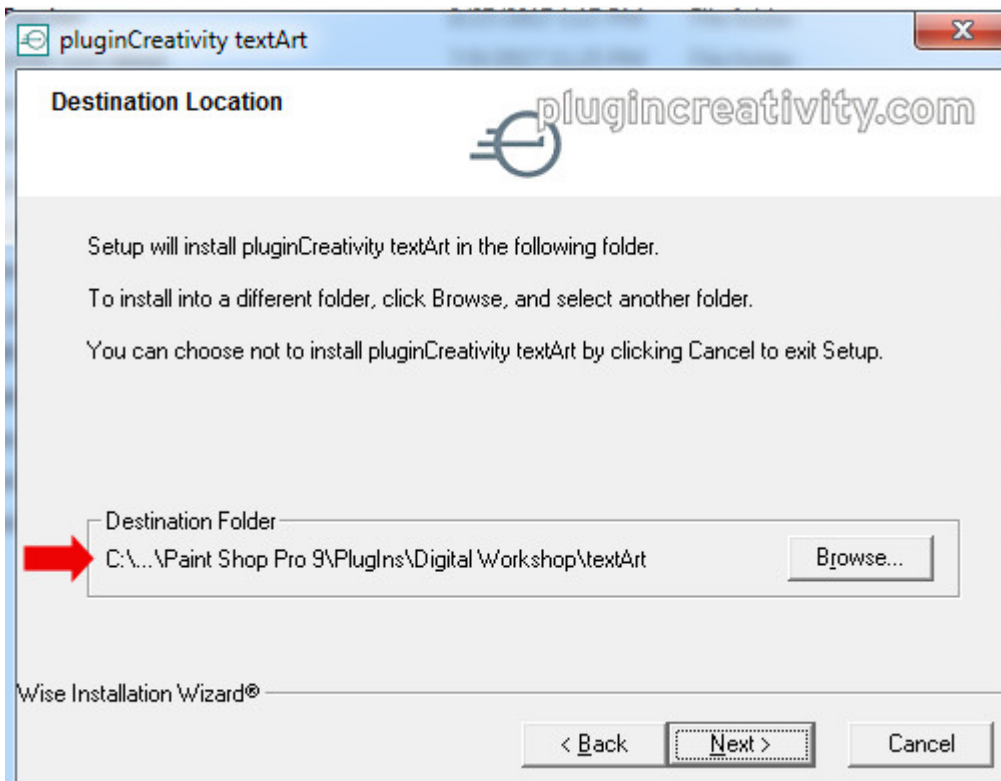 pluginCreativity textArt
Destination Location
plugincreativity.com
Setup will install pluginCreativity textArt in the following folder.
To install into a different folder, click Browse, and select another folder.
You can choose not to install pluginCreativity textArt by clicking Cancel to exit Setup.
Destination Folder
C:\...\Paint Shop Pro 9\PlugIns\Digital Workshop\textArt
Browse...
Wise Installation Wizard®
< Back
Next >
Cancel